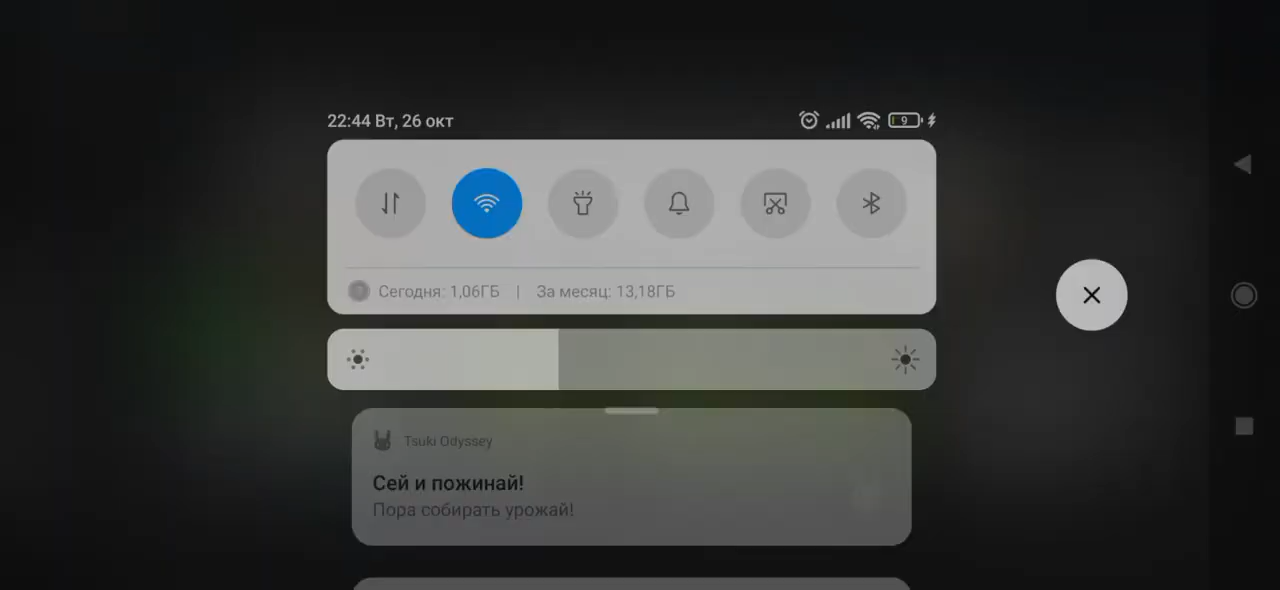 22:44 Вт, 26 окт
9
Сегодня: 1,06ГБ | За месяц: 13,18ГБ
Tsuki Odyssey
Сей и пожинай!
Пора собирать урожай!